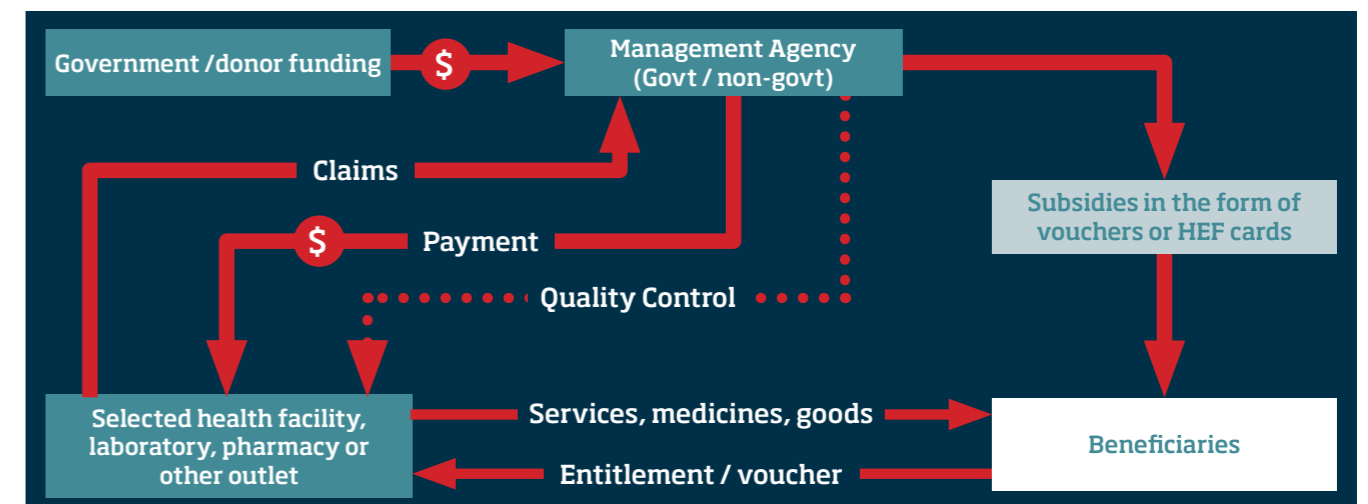 Government /donor funding
$
Management Agency
(Govt / non-govt)
Claims
Subsidies in the form of
vouchers or HEF cards
$
Payment
Quality Control
Selected health facility,
laboratory, pharmacy or
other outlet
Services, medicines, goods
Beneficiaries
Entitlement / voucher